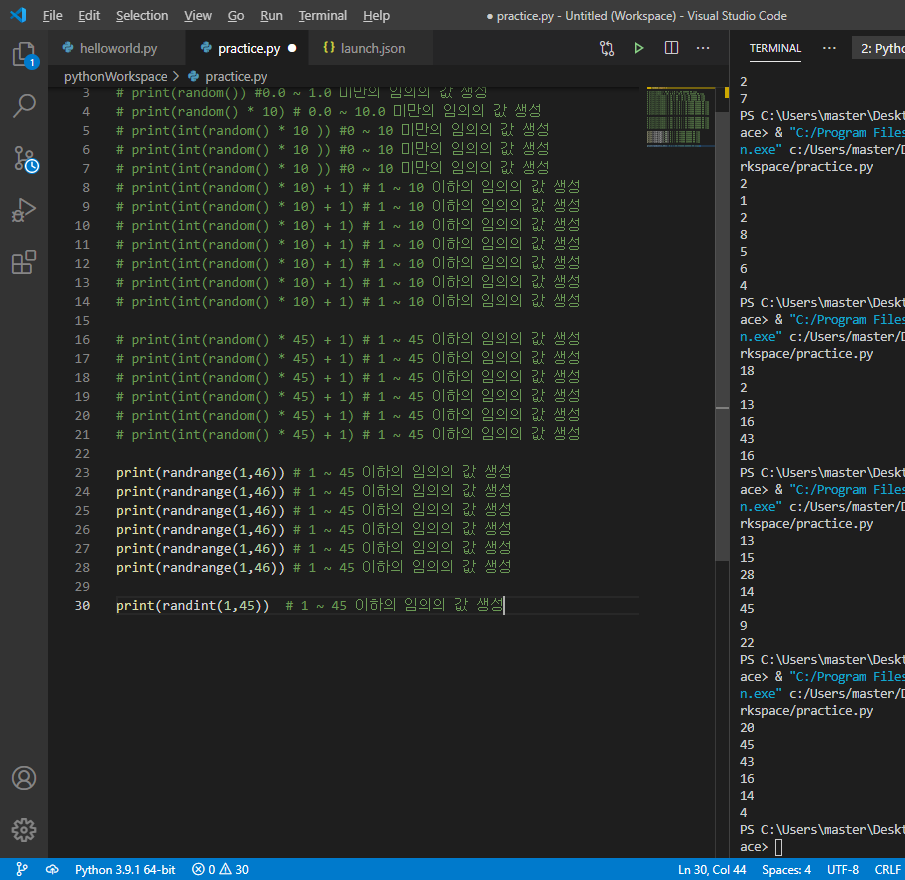 File Edit Selection View Go Run Terminal Help ● practice.py - Untitled (Workspace) - Visual Studio Code
helloworld.py practice.py ● {} launch.json
pythonWorkspace > practice.py
3 # print(random()) #0.0 ~ 1.0 미만의 임의의 값 생성
4 # print(random() * 10) # 0.0 ~ 10.0 미만의 임의의 값 생성
5 # print(int(random() * 10 )) #0 ~ 10 미만의 임의의 값 생성
6 # print(int(random() * 10 )) #0 ~ 10 미만의 임의의 값 생성
7 # print(int(random() * 10 )) #0 ~ 10 미만의 임의의 값 생성
8 # print(int(random() * 10) + 1) # 1 ~ 10 이하의 임의의 값 생성
9 # print(int(random() * 10) + 1) # 1 ~ 10 이하의 임의의 값 생성
10 # print(int(random() * 10) + 1) # 1 ~ 10 이하의 임의의 값 생성
11 # print(int(random() * 10) + 1) # 1 ~ 10 이하의 임의의 값 생성
12 # print(int(random() * 10) + 1) # 1 ~ 10 이하의 임의의 값 생성
13 # print(int(random() * 10) + 1) # 1 ~ 10 이하의 임의의 값 생성
14 # print(int(random() * 10) + 1) # 1 ~ 10 이하의 임의의 값 생성
15
16 # print(int(random() * 45) + 1) # 1 ~ 45 이하의 임의의 값 생성
17 # print(int(random() * 45) + 1) # 1 ~ 45 이하의 임의의 값 생성
18 # print(int(random() * 45) + 1) # 1 ~ 45 이하의 임의의 값 생성
19 # print(int(random() * 45) + 1) # 1 ~ 45 이하의 임의의 값 생성
20 # print(int(random() * 45) + 1) # 1 ~ 45 이하의 임의의 값 생성
21 # print(int(random() * 45) + 1) # 1 ~ 45 이하의 임의의 값 생성
22
23 print(randrange(1,46)) # 1 ~ 45 이하의 임의의 값 생성
24 print(randrange(1,46)) # 1 ~ 45 이하의 임의의 값 생성
25 print(randrange(1,46)) # 1 ~ 45 이하의 임의의 값 생성
26 print(randrange(1,46)) # 1 ~ 45 이하의 임의의 값 생성
27 print(randrange(1,46)) # 1 ~ 45 이하의 임의의 값 생성
28 print(randrange(1,46)) # 1 ~ 45 이하의 임의의 값 생성
29
30 print(randint(1,45))  # 1 ~ 45 이하의 임의의 값 생성
TERMINAL ··· 2: Pytho
2
7
PS C:\Users\master\Deskt
ace> & "C:/Program Files
n.exe" c:/Users/master/D
rkspace/practice.py
2
1
2
8
5
6
4
PS C:\Users\master\Deskt
ace> & "C:/Program Files
n.exe" c:/Users/master/D
rkspace/practice.py
18
2
13
16
43
16
PS C:\Users\master\Deskt
ace> & "C:/Program Files
n.exe" c:/Users/master/D
rkspace/practice.py
13
15
28
14
45
9
22
PS C:\Users\master\Deskt
ace> & "C:/Program Files
n.exe" c:/Users/master/D
rkspace/practice.py
20
45
43
16
14
4
PS C:\Users\master\Deskt
ace>
1
Python 3.9.1 64-bit 0 30 Ln 30, Col 44 Spaces: 4 UTF-8 CRLF